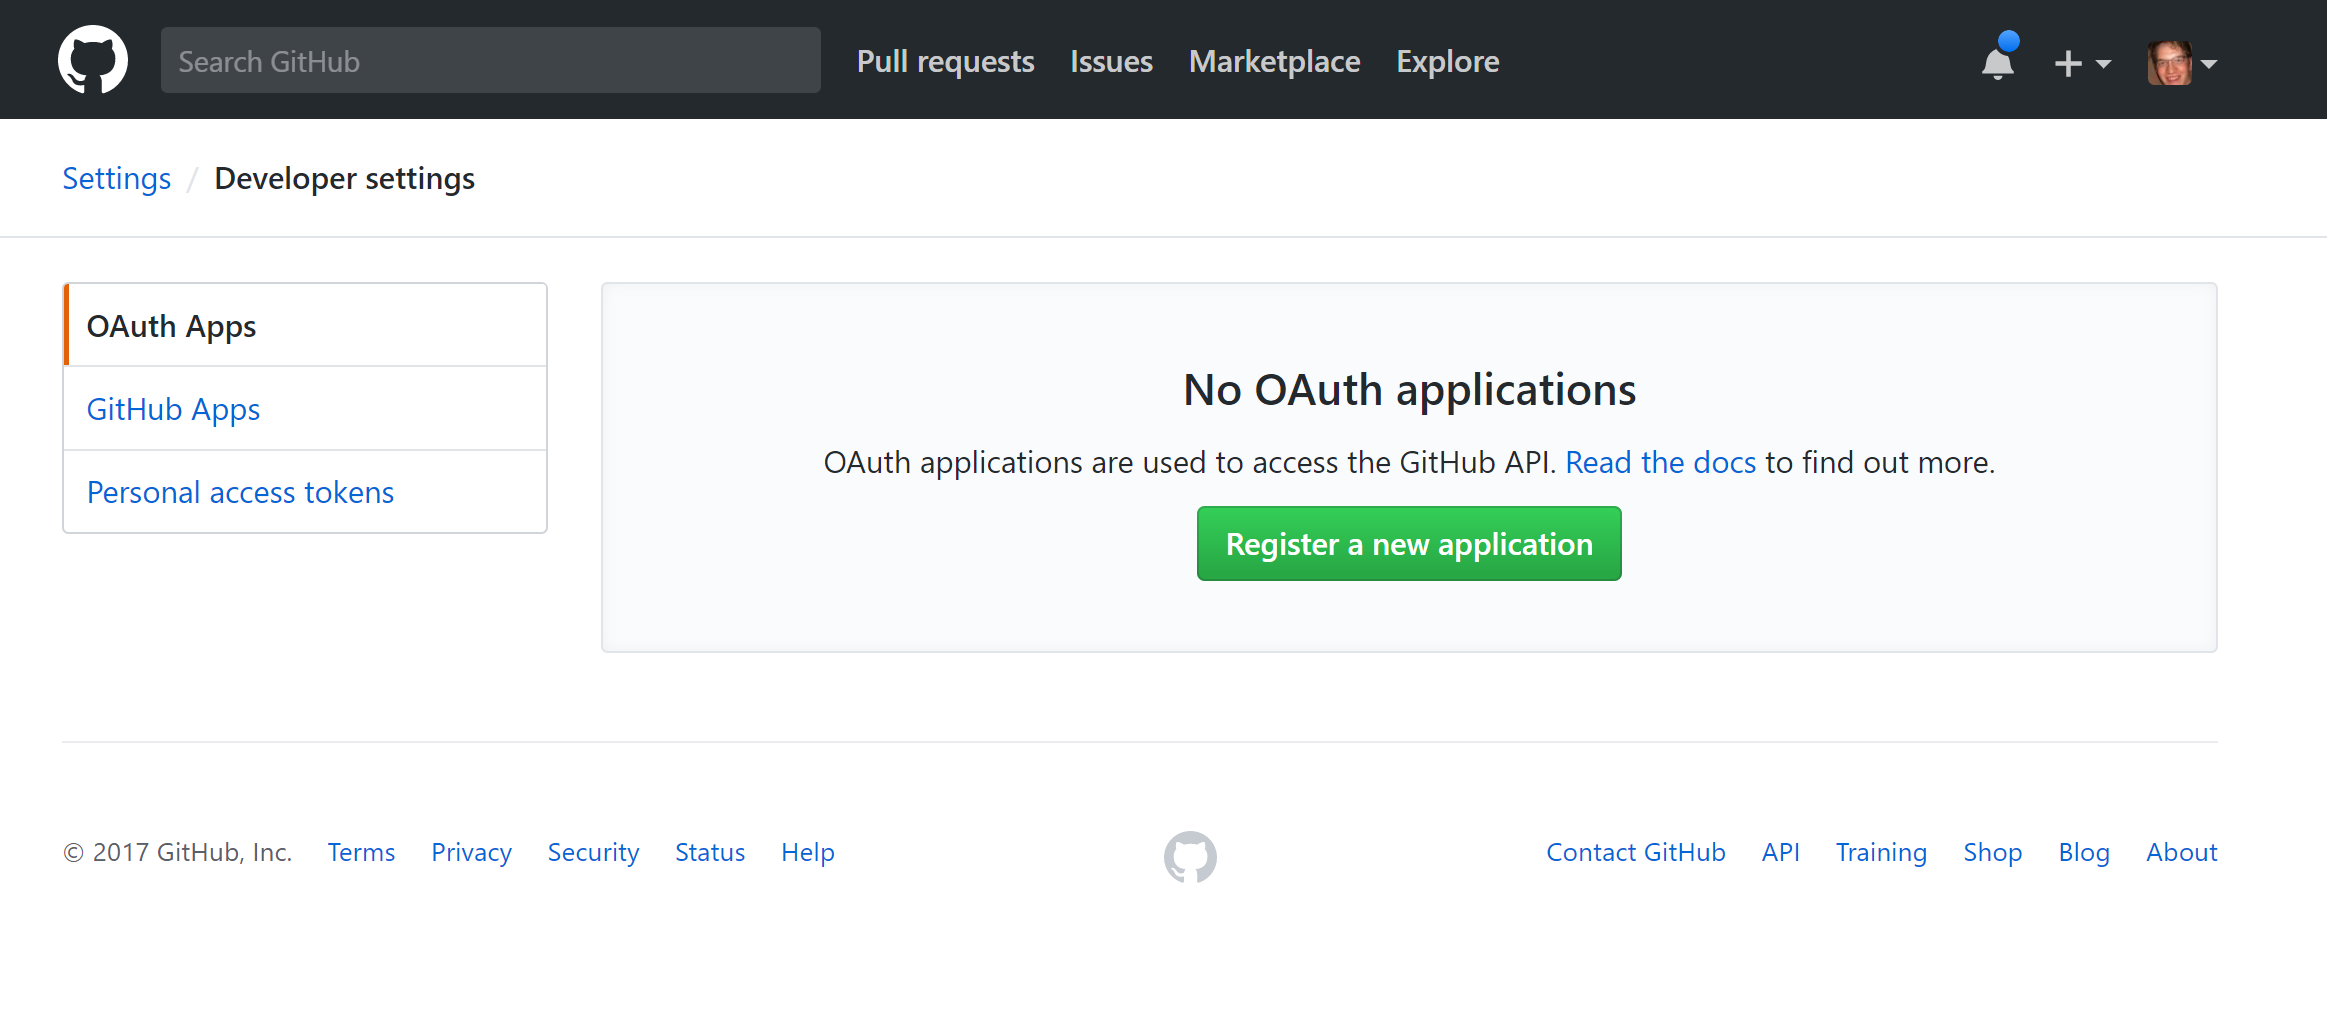 Search GitHub Pull requests Issues Marketplace Explore
Settings / Developer settings
OAuth Apps
GitHub Apps
Personal access tokens
No OAuth applications
OAuth applications are used to access the GitHub API. Read the docs to find out more.
Register a new application
© 2017 GitHub, Inc. Terms Privacy Security Status Help Contact GitHub API Training Shop Blog About